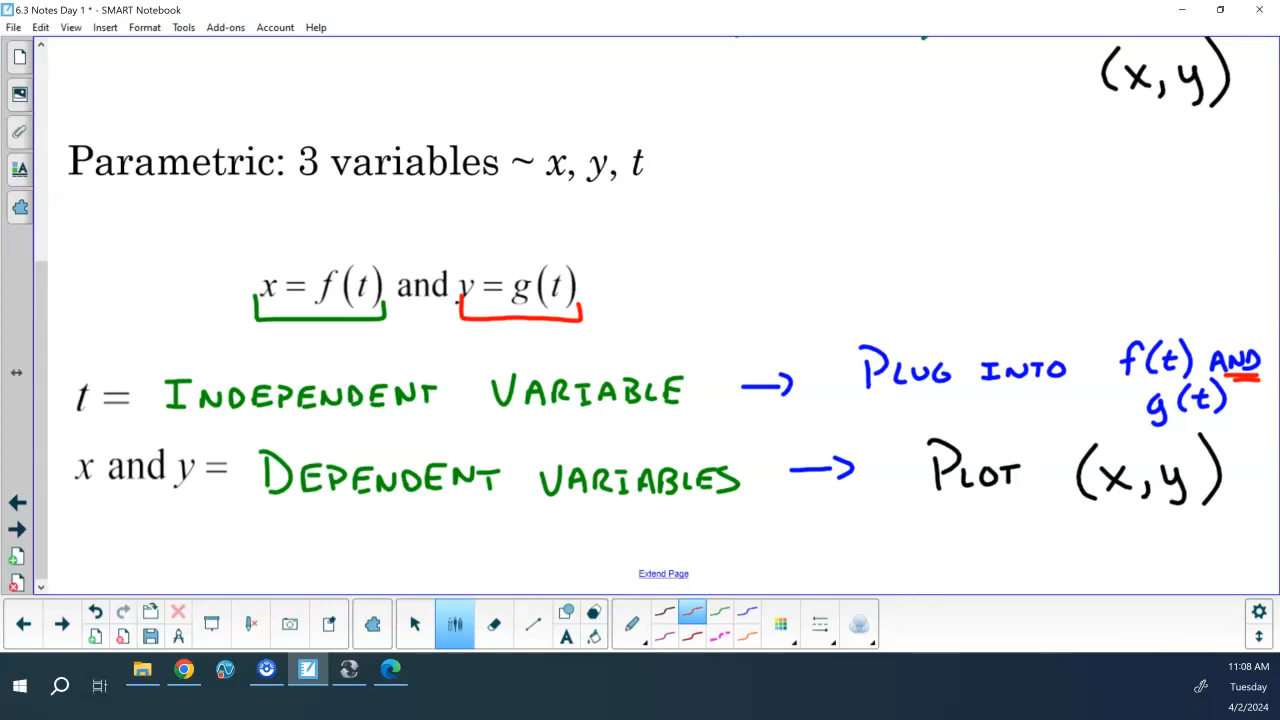 6.3 Notes Day 1 * - SMART Notebook
File Edit View Insert Format Tools Add-ons Account Help
(x, y)
Parametric: 3 variables ~ x, y, t
x = f(t) and y = g(t)
t = INDEPENDENT VARIABLE → PLUG INTO f(t) AND
g(t)
x and y = DEPENDENT VARIABLES → PLOT (x, y)
Extend Page
11:08 AM
Tuesday
4/2/2024